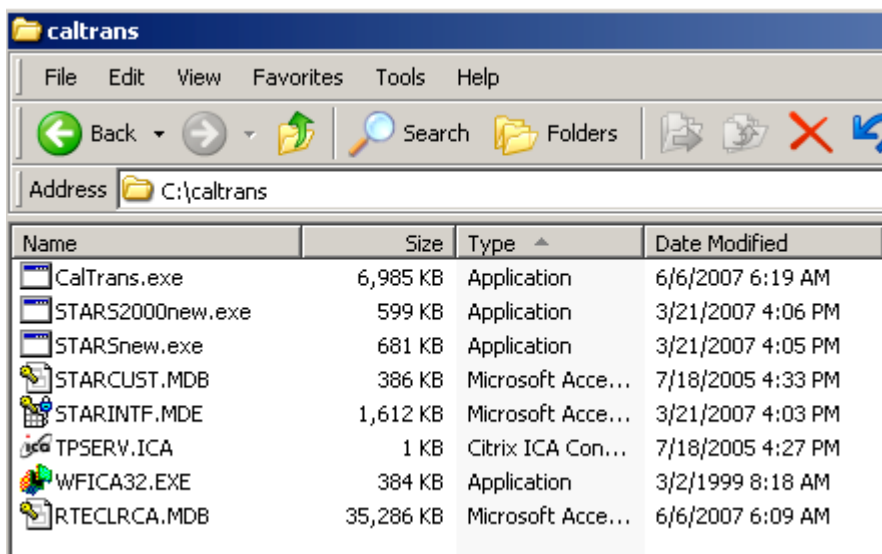 caltrans
File Edit View Favorites Tools Help
Back Search Folders
Address C:\caltrans
Name Size Type Date Modified
CalTrans.exe 6,985 KB Application 6/6/2007 6:19 AM
STARS2000new.exe 599 KB Application 3/21/2007 4:06 PM
STARSnew.exe 681 KB Application 3/21/2007 4:05 PM
STARCUST.MDB 386 KB Microsoft Acce... 7/18/2005 4:33 PM
STARINTF.MDE 1,612 KB Microsoft Acce... 3/21/2007 4:03 PM
ica TPSERV.ICA 1 KB Citrix ICA Con... 7/18/2005 4:27 PM
WFICA32.EXE 384 KB Application 3/2/1999 8:18 AM
RTECLRCA.MDB 35,286 KB Microsoft Acce... 6/6/2007 6:09 AM